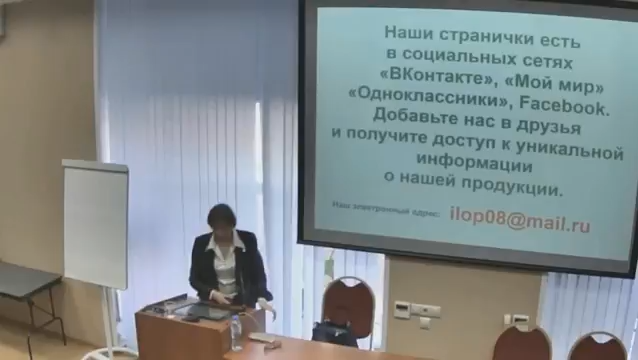 Наши странички есть
в социальных сетях
«ВКонтакте», «Мой мир»
«Одноклассники», Facebook.
Добавьте нас в друзья
и получите доступ к уникальной
информации
о нашей продукции.
Наш электронный адрес: ilop08@mail.ru